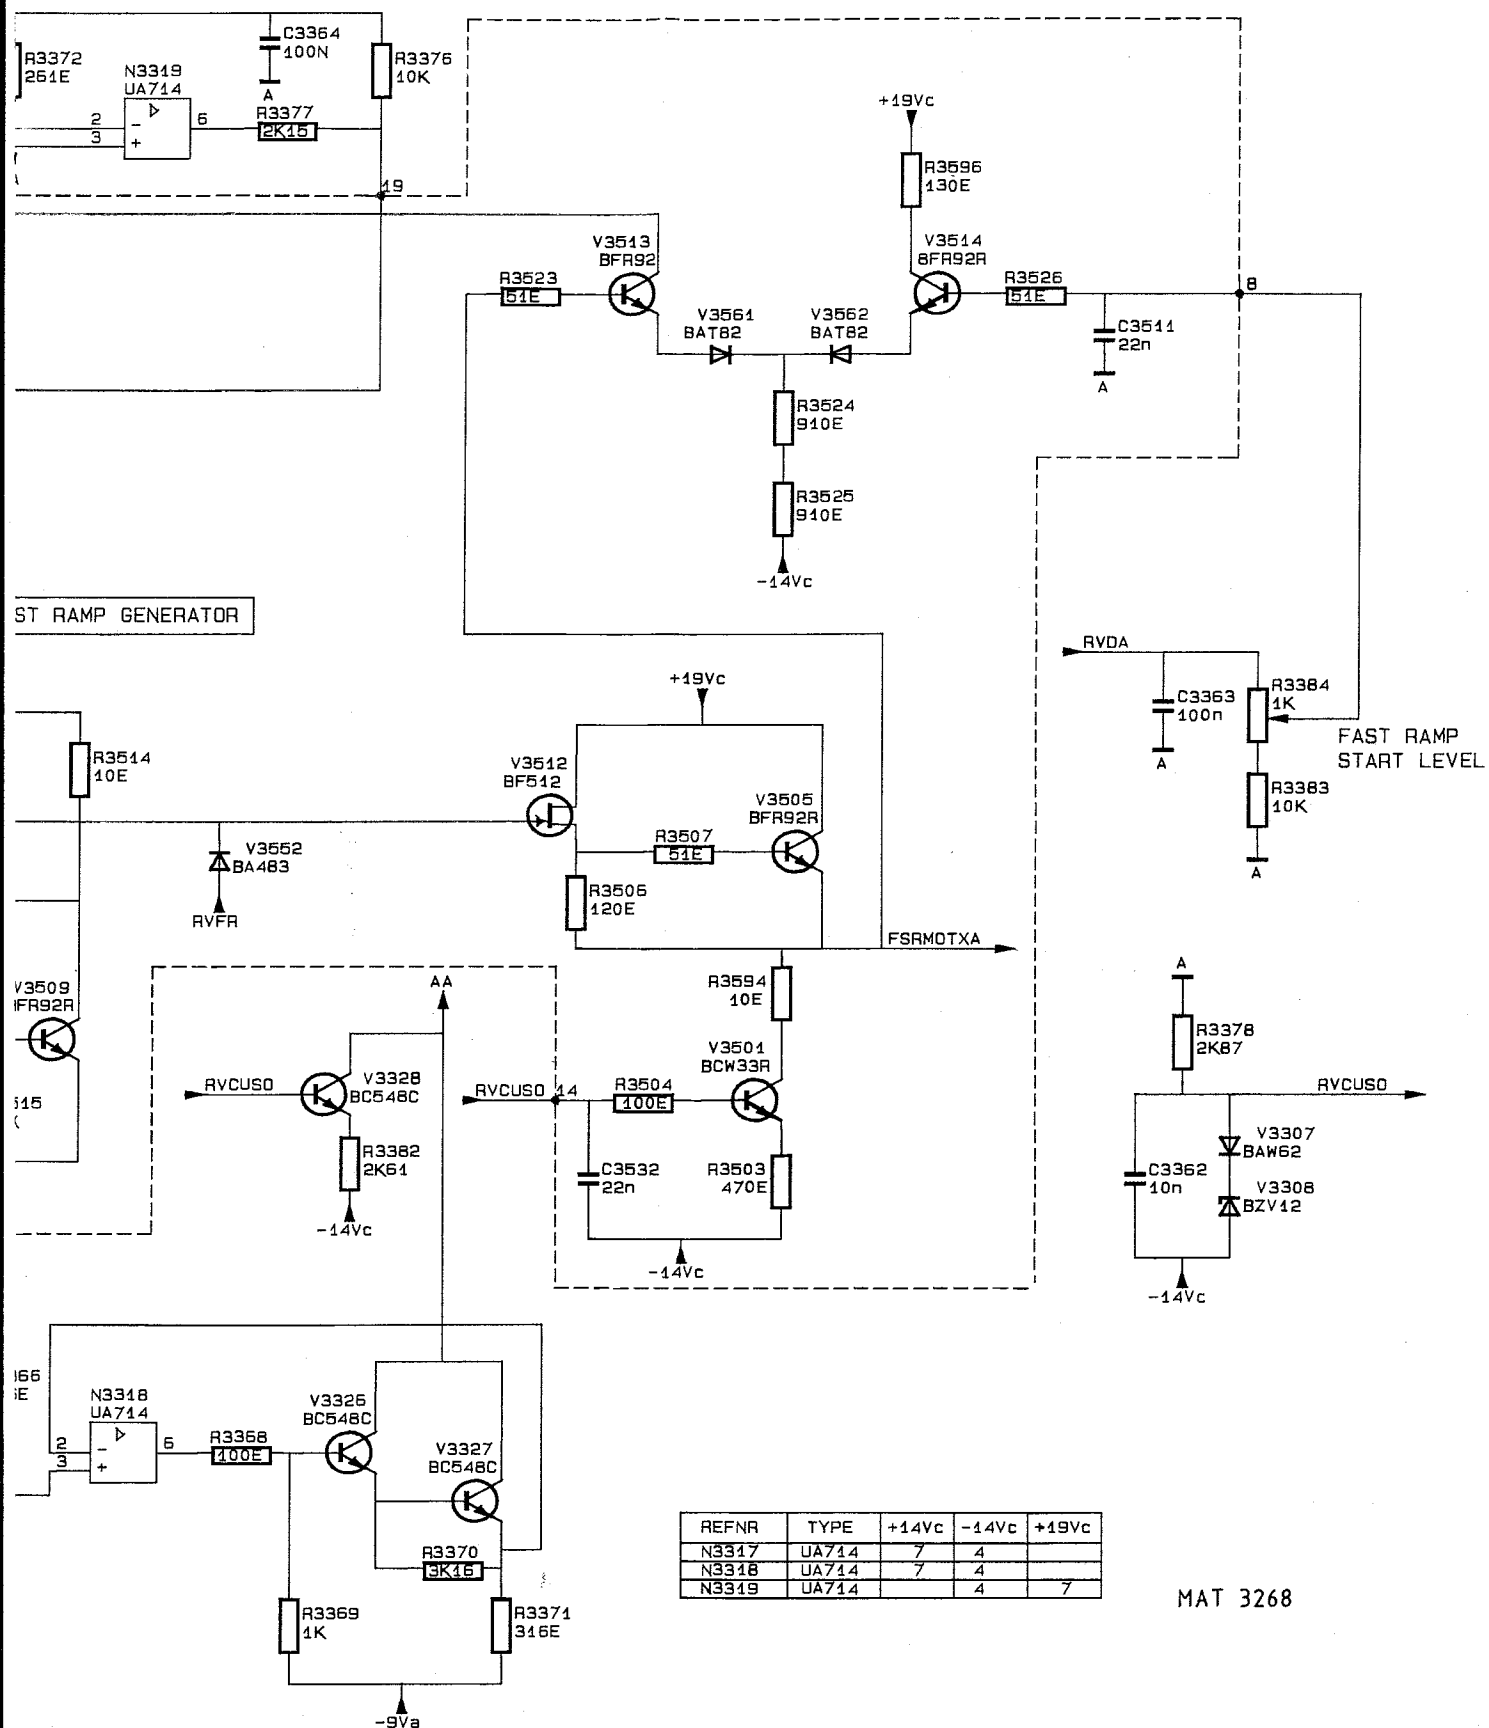 C3364
100N
R3372
261E
R3376
10K
N3319
UA714
A
R3377
2K15
2
-
6
3
+
19
+19Vc
R3596
130E
V3513
BFR92
V3514
8FR92R
R3523
51E
R3526
51E
8
V3561
BAT82
V3562
BAT82
C3511
22n
A
R3524
910E
R3525
910E
-14Vc
ST RAMP GENERATOR
RVDA
+19Vc
C3363
100n
R3384
1K
A
FAST RAMP
START LEVEL
R3514
10E
V3512
BF512
V3505
BFR92R
R3383
10K
R3507
51E
V3552
BA483
A
R3506
120E
RVFR
FSRMOTXA
V3509
FR92R
AA
R3594
10E
A
R3378
2K87
V3501
BCW33R
V3328
BC548C
RVCUSO
RVCUSO
14
R3504
100E
RVCUSO
515
R3382
2K61
C3532
22n
R3503
470E
V3307
BAW62
C3362
10n
V3308
BZV12
-14Vc
-14Vc
-14Vc
366
E
N3318
UA714
V3326
BC548C
R3368
100E
2
-
6
3
+
V3327
BC548C
R3370
3K16
R3369
1K
R3371
316E
-9Va
REFNR TYPE +14Vc -14Vc +19Vc
N3317 UA714 7 4
N3318 UA714 7 4
N3319 UA714 4 7
MAT 3268